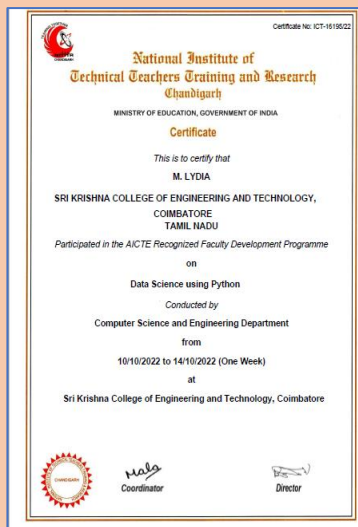 Certificate No: ICT-16195/22
National Institute of
Technical Teachers Training and Research
Chandigarh
MINISTRY OF EDUCATION, GOVERNMENT OF INDIA
Certificate
This is to certify that
M. LYDIA
SRI KRISHNA COLLEGE OF ENGINEERING AND TECHNOLOGY,
COIMBATORE
TAMIL NADU
Participated in the AICTE Recognized Faculty Development Programme
on
Data Science using Python
Conducted by
Computer Science and Engineering Department
from
10/10/2022 to 14/10/2022 (One Week)
at
Sri Krishna College of Engineering and Technology, Coimbatore
CHANDIGARH
Mala
Coordinator
Director